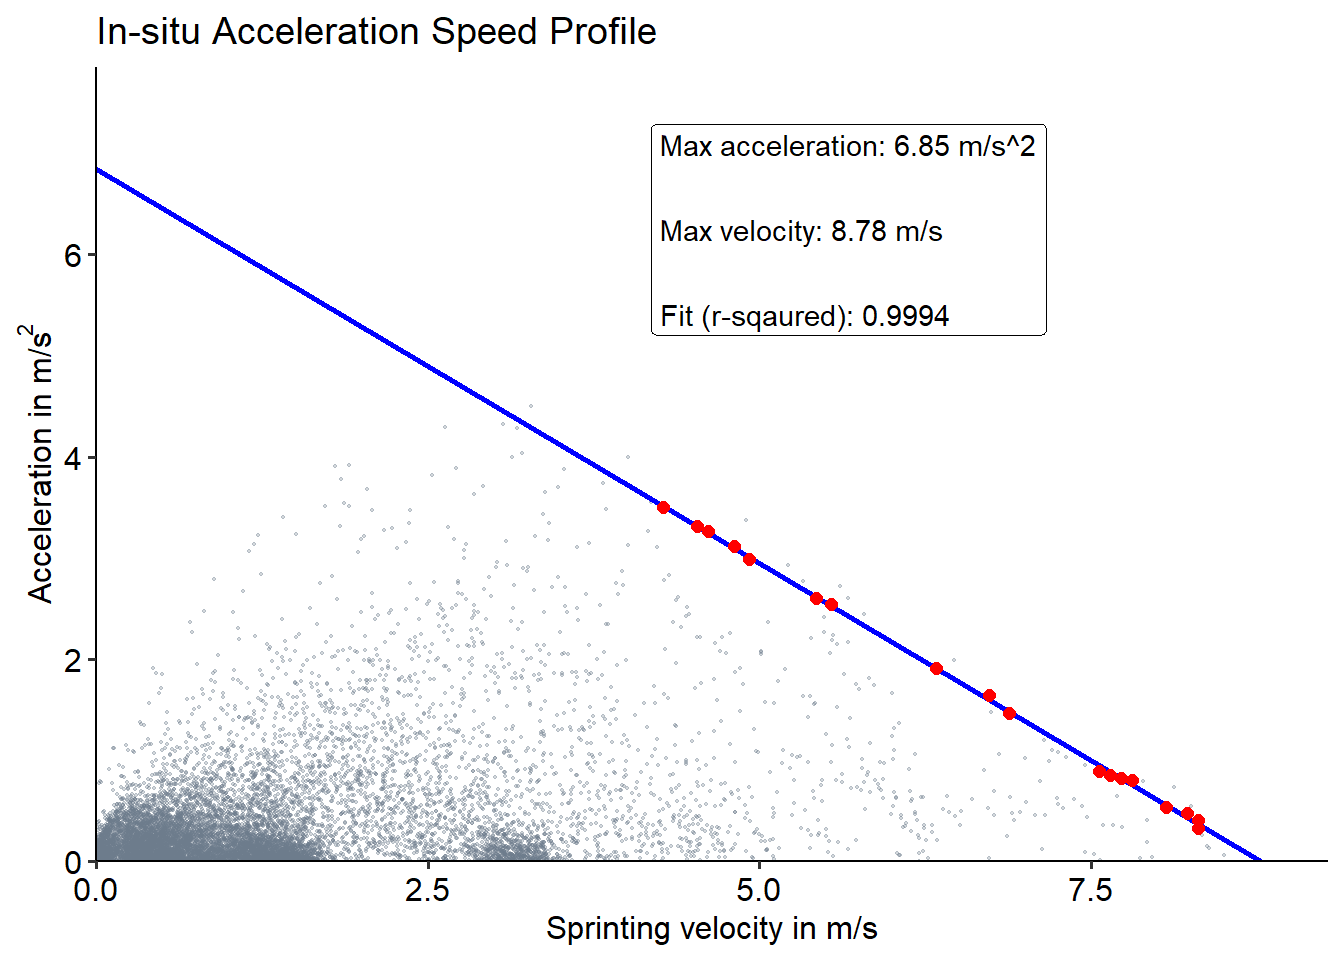 In-situ Acceleration Speed Profile
Max acceleration: 6.85 m/s^2
Max velocity: 8.78 m/s
Fit (r-sqaured): 0.9994
Acceleration in m/s²
6
4
2
0
0.0
2.5
5.0
7.5
Sprinting velocity in m/s